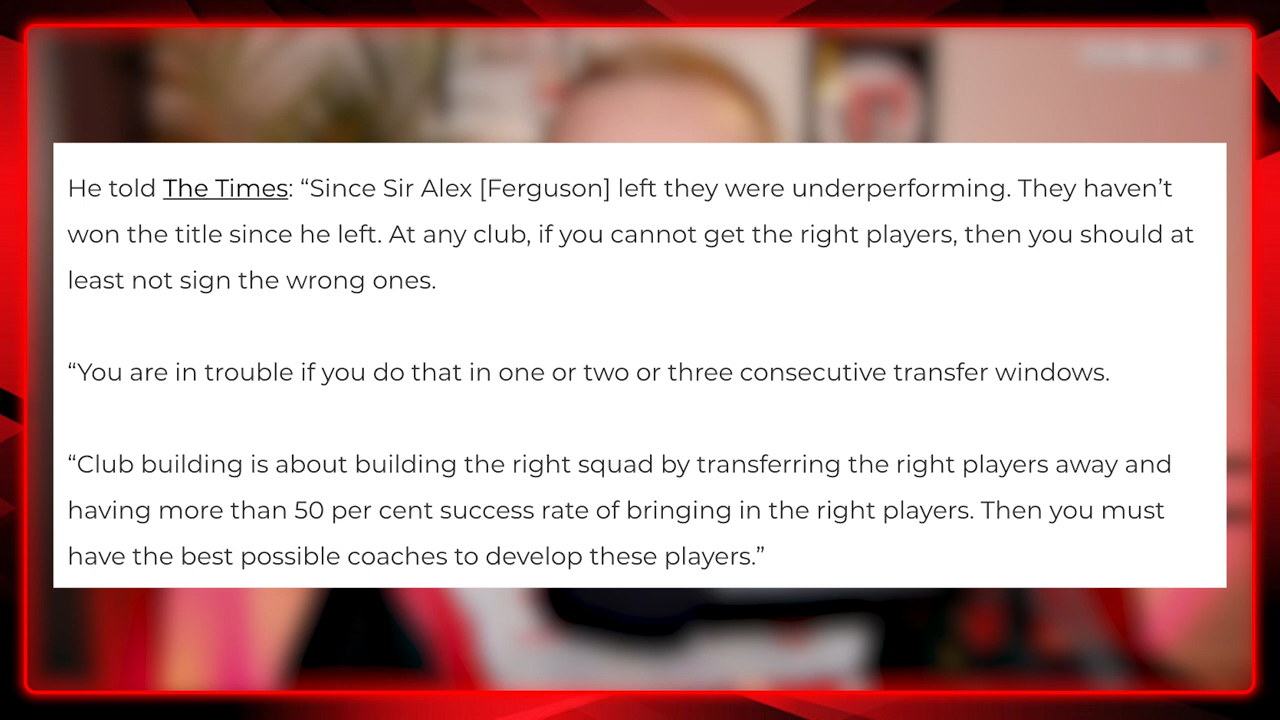 He told The Times: “Since Sir Alex [Ferguson] left they were underperforming. They haven’t
won the title since he left. At any club, if you cannot get the right players, then you should at
least not sign the wrong ones.
“You are in trouble if you do that in one or two or three consecutive transfer windows.
“Club building is about building the right squad by transferring the right players away and
having more than 50 per cent success rate of bringing in the right players. Then you must
have the best possible coaches to develop these players.”